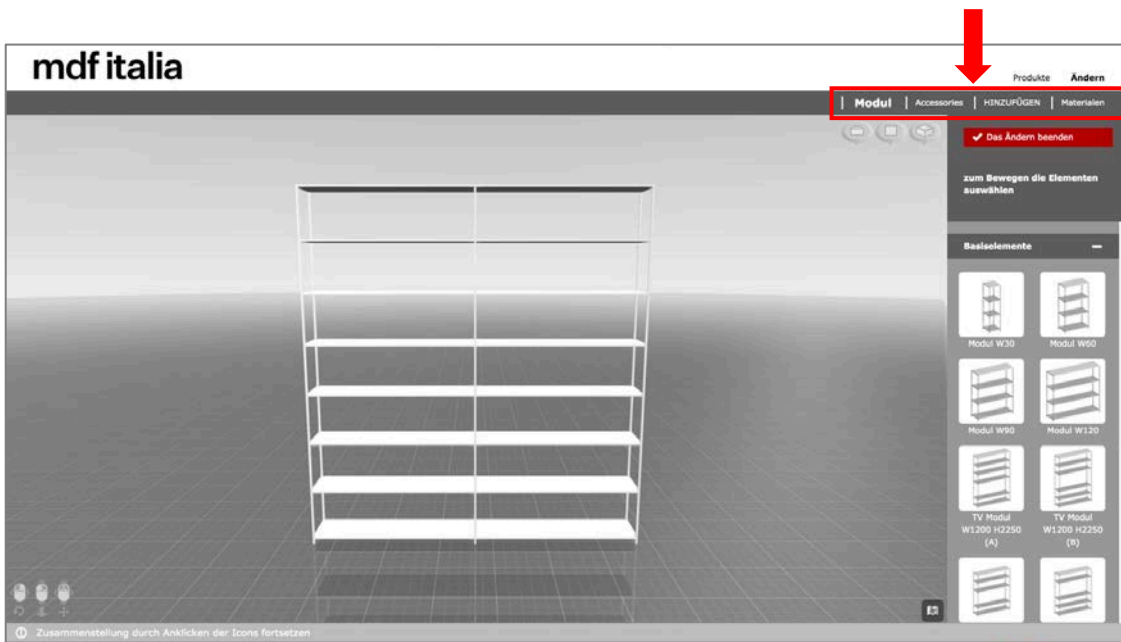 mdf italia
Produkte Ändern
Modul Accessories HINZUFÜGEN Materialen
Das Ändern beenden
zum Bewegen die Elementen
auswählen
Basiselemente
Modul W30 Modul W60
Modul W90 Modul W120
TV Modul TV Modul
W1200 H2250 W1200 H2250
(A) (B)
Zusammenstellung durch Anklicken der Icons fortsetzen